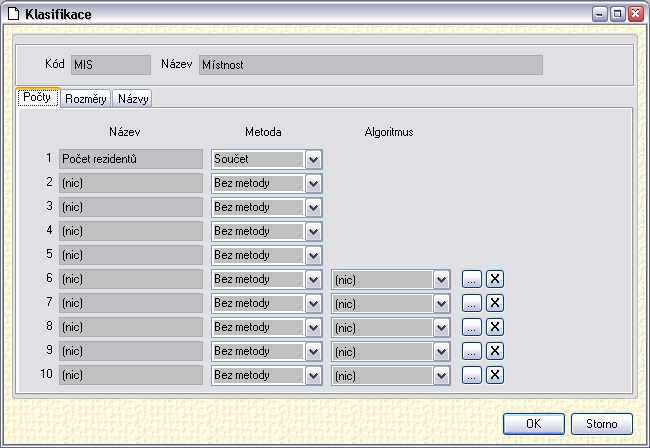 Klasifikace
Kód MIS Název Místnost
Počty Rozměry Názvy
Název Metoda Algoritmus
1 Počet rezidentů Součet
2 (nic) Bez metody
3 (nic) Bez metody
4 (nic) Bez metody
5 (nic) Bez metody
6 (nic) Bez metody (nic) ... X
7 (nic) Bez metody (nic) ... X
8 (nic) Bez metody (nic) ... X
9 (nic) Bez metody (nic) ... X
10 (nic) Bez metody (nic) ... X
OK Storno